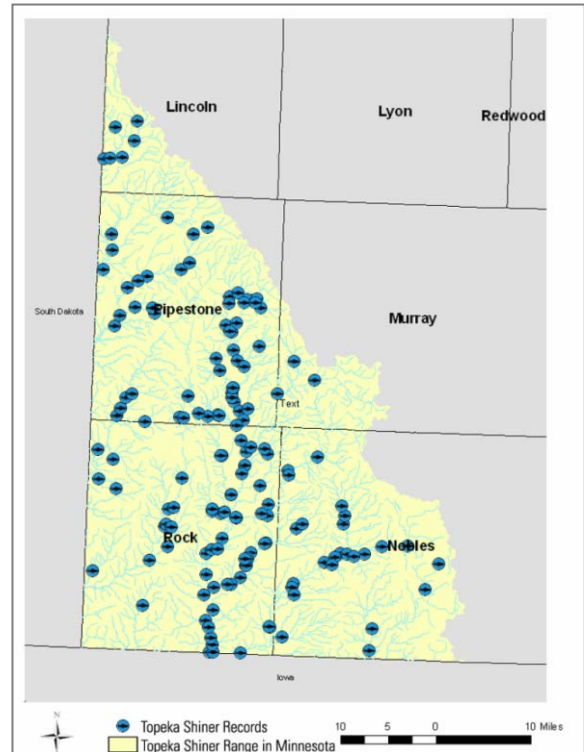 Lincoln
Lyon
Redwood
South Dakota
Pipestone
Murray
Text
Rock
Nobles
Iowa
Topeka Shiner Records
Topeka Shiner Range in Minnesota
10 5 0 10 Miles